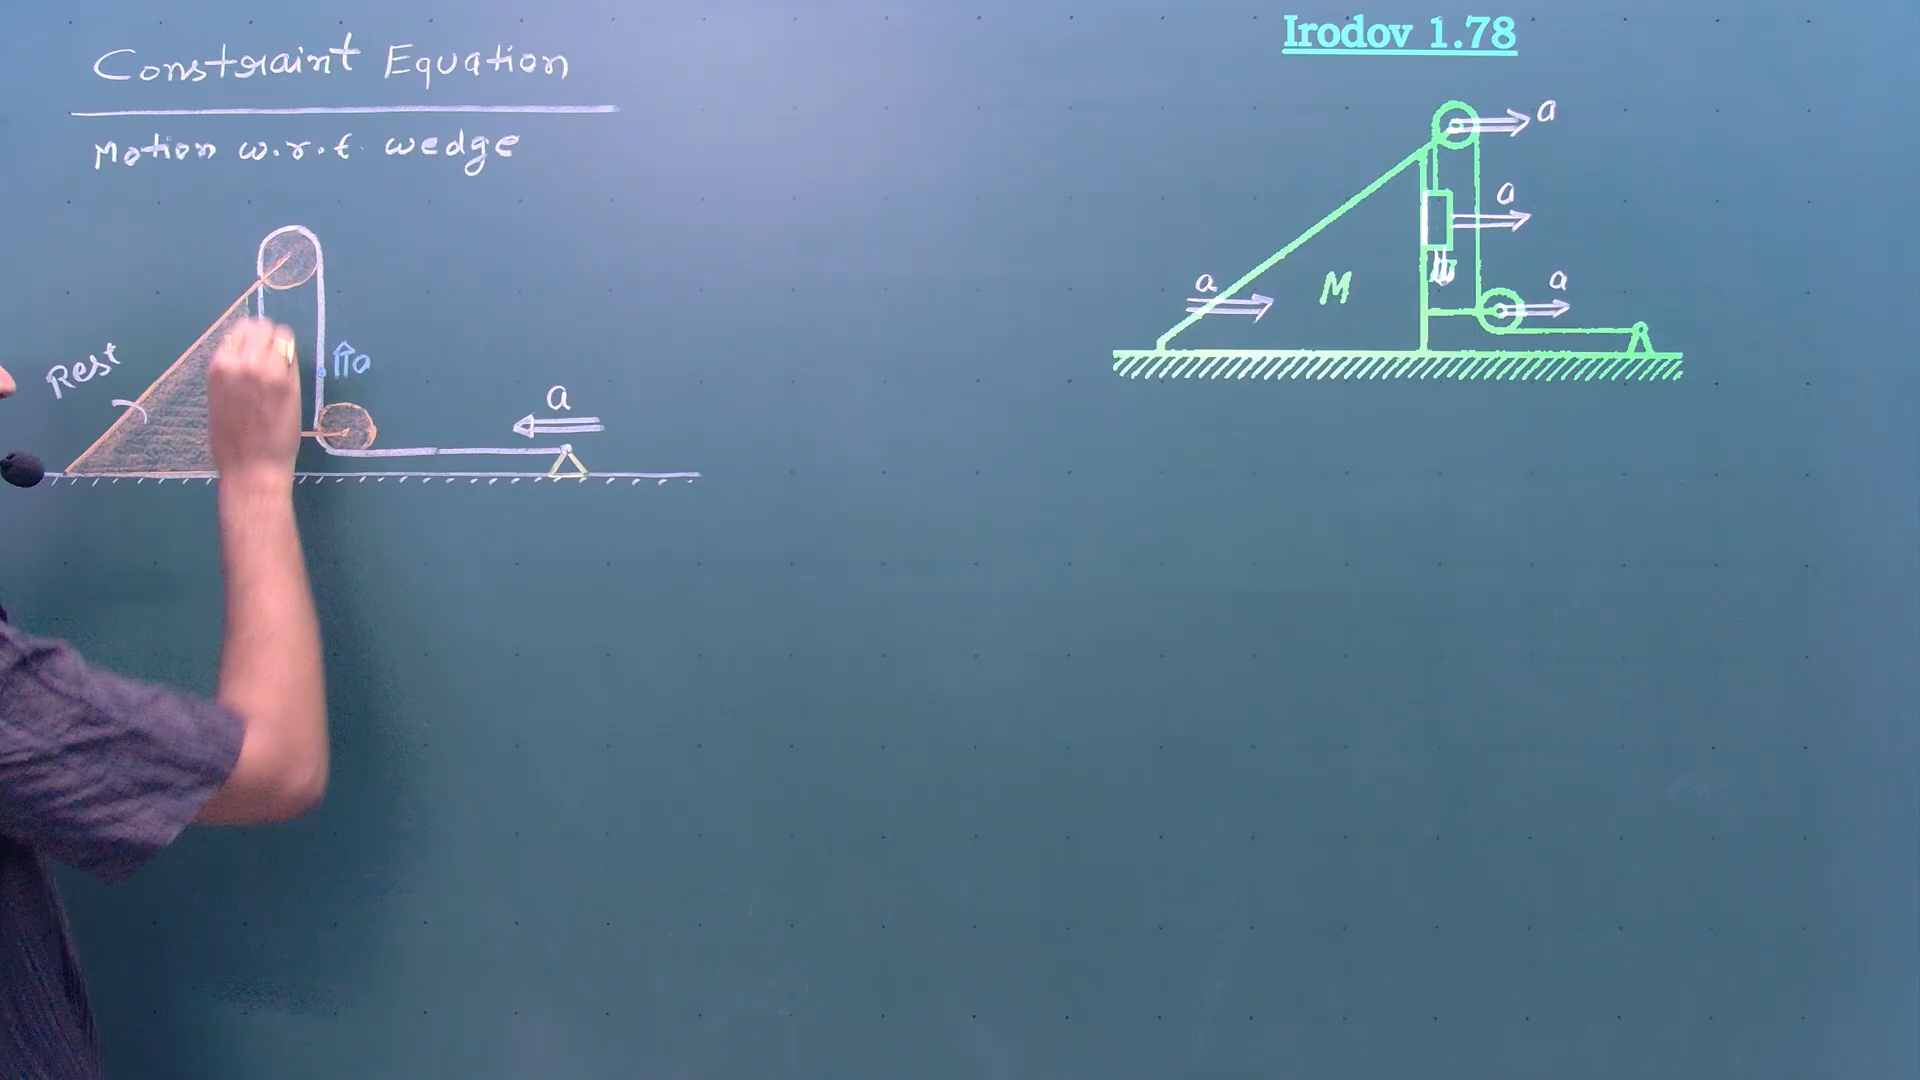 Constraint Equation
Motion w.r.t. wedge
Rest
a
a
Irodov 1.78
a
a
a
M
a